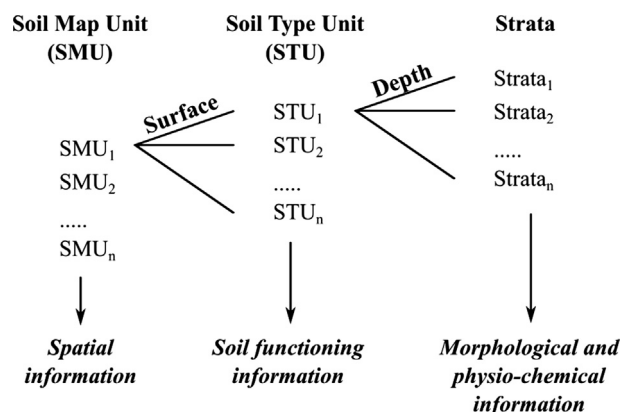 Soil Map Unit
(SMU)
Soil Type Unit
(STU)
Strata
Surface
Depth
SMU1
SMU2
.....
SMUn
STU1
STU2
.....
STUn
Strata1
Strata2
.....
Stratan
Spatial
information
Soil functioning
information
Morphological and
physio-chemical
information